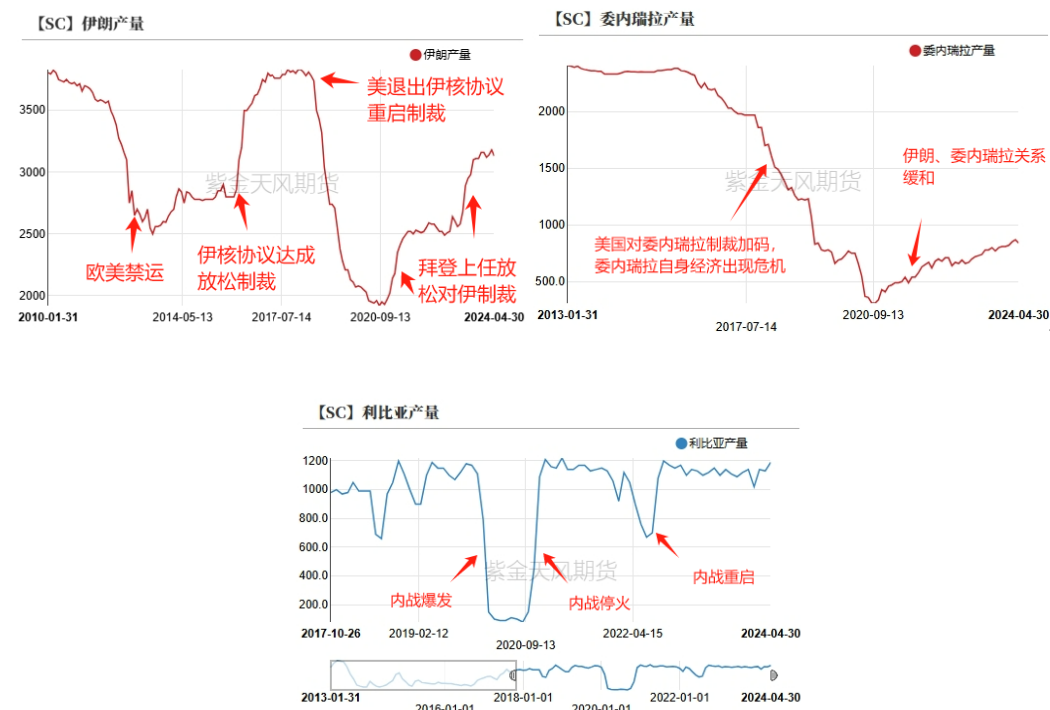 【SC】伊朗产量
伊朗产量
3500
3000
2500
2000
2010-01-31
2014-05-13
2017-07-14
2020-09-13
2024-04-30
美退出伊核协议
重启制裁
欧美禁运
伊核协议达成
放松制裁
拜登上任放
松对伊制裁
紫金天风期货
【SC】委内瑞拉产量
委内瑞拉产量
2000
1500
1000
500.0
2013-01-31
2017-07-14
2020-09-13
2024-04-30
伊朗、委内瑞拉关系
缓和
美国对委内瑞拉制裁加码，
委内瑞拉自身经济出现危机
紫金天风期货
【SC】利比亚产量
利比亚产量
1200
1000
800.0
600.0
400.0
200.0
2017-10-26
2019-02-12
2020-09-13
2022-04-15
2024-04-30
内战爆发
内战停火
内战重启
紫金天风期货
2013-01-31
2016-01-01
2018-01-01
2020-01-01
2022-01-01
2024-04-30